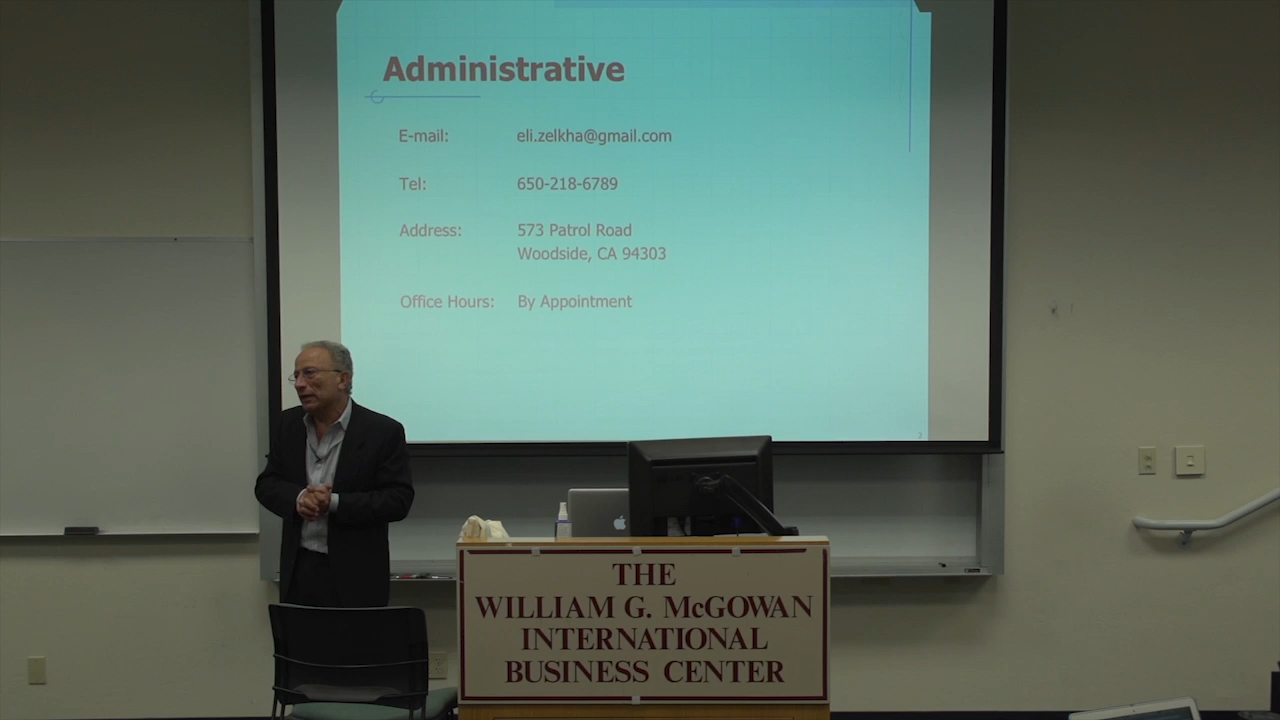 Administrative
E-mail: eli.zelkha@gmail.com
Tel: 650-218-6789
Address: 573 Patrol Road
Woodside, CA 94303
Office Hours: By Appointment
THE
WILLIAM G. McGOWAN
INTERNATIONAL
BUSINESS CENTER